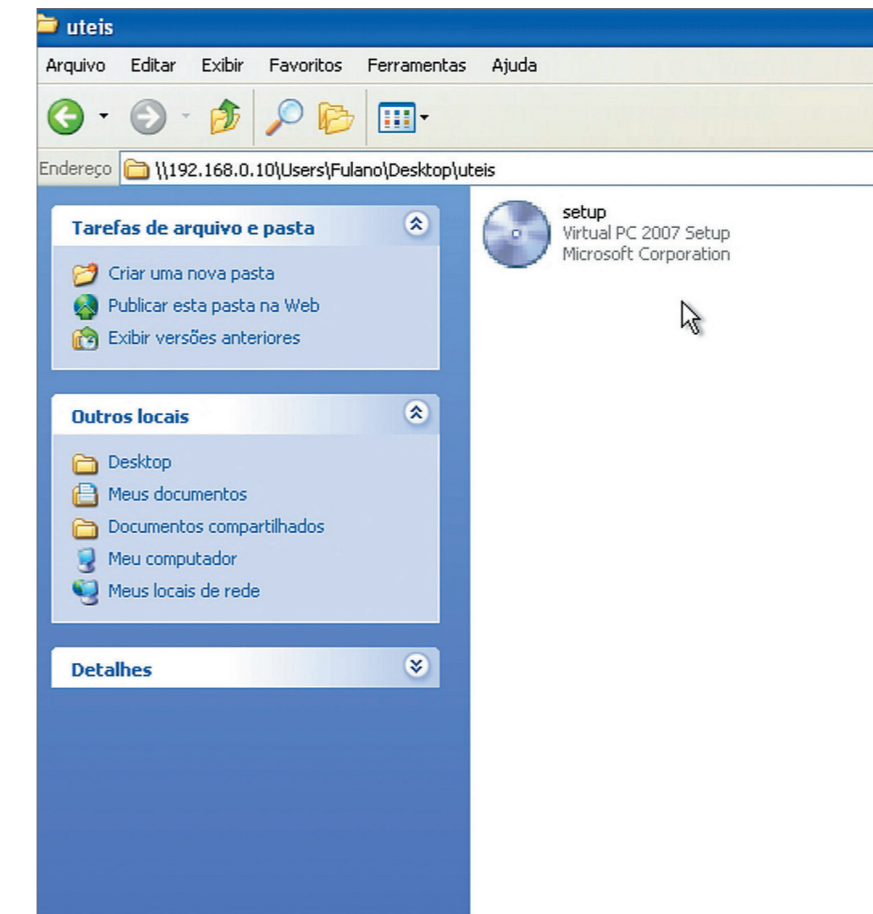 uteis
Arquivo Editar Exibir Favoritos Ferramentas Ajuda
Endereço \\192.168.0.10\Users\Fulano\Desktop\uteis
Tarefas de arquivo e pasta
Criar uma nova pasta
Publicar esta pasta na Web
Exibir versões anteriores
Outros locais
Desktop
Meus documentos
Documentos compartilhados
Meu computador
Meus locais de rede
Detalhes
setup
Virtual PC 2007 Setup
Microsoft Corporation